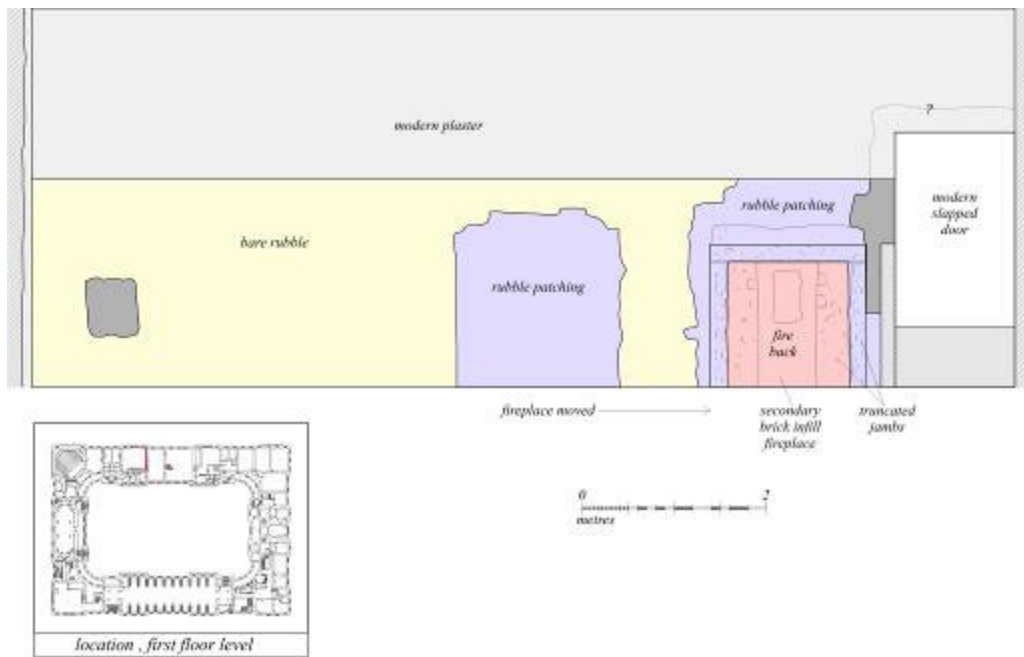 modern plaster
?
modern
slapped
door
rubble patching
bare rubble
rubble patching
fire
back
fireplace moved
secondary
brick infill
fireplace
truncated
jambs
0 2
metres
location , first floor level